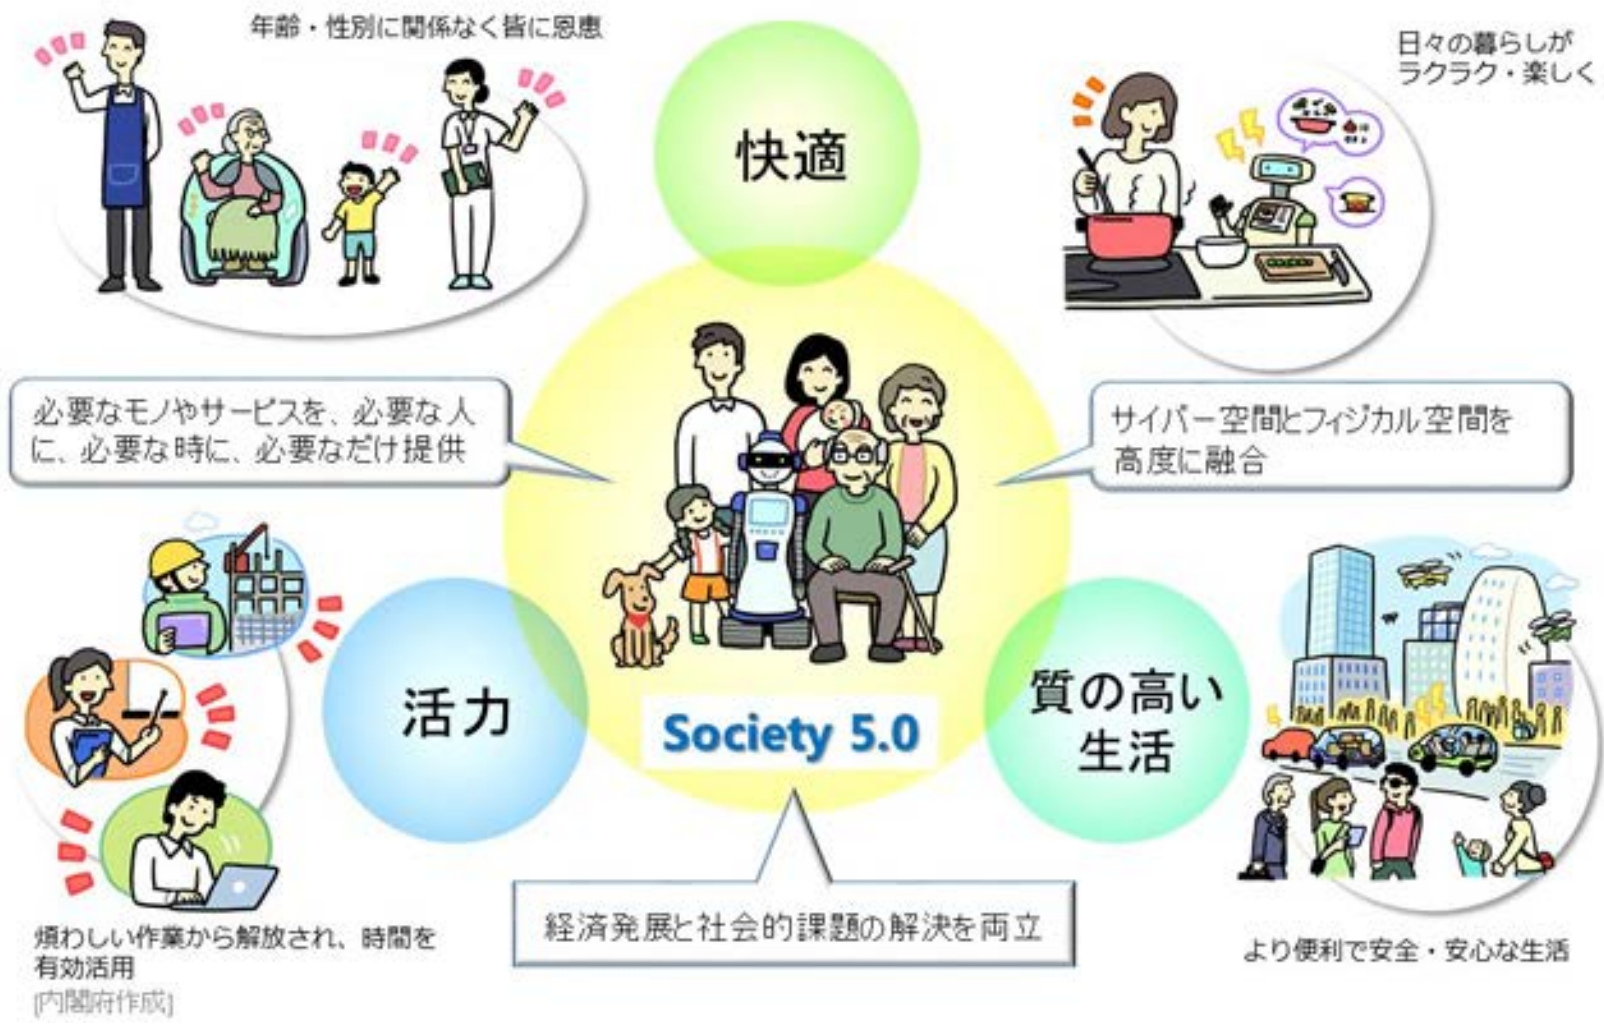 年齢・性別に関係なく皆に恩恵
快適
日々の暮らしが
ラクラク・楽しく
必要なモノやサービスを、必要な人
に、必要な時に、必要なだけ提供
サイバー空間とフィジカル空間を
高度に融合
活力
Society 5.0
質の高い
生活
経済発展と社会的課題の解決を両立
煩わしい作業から解放され、時間を
有効活用
[内閣府作成]
より便利で安全・安心な生活